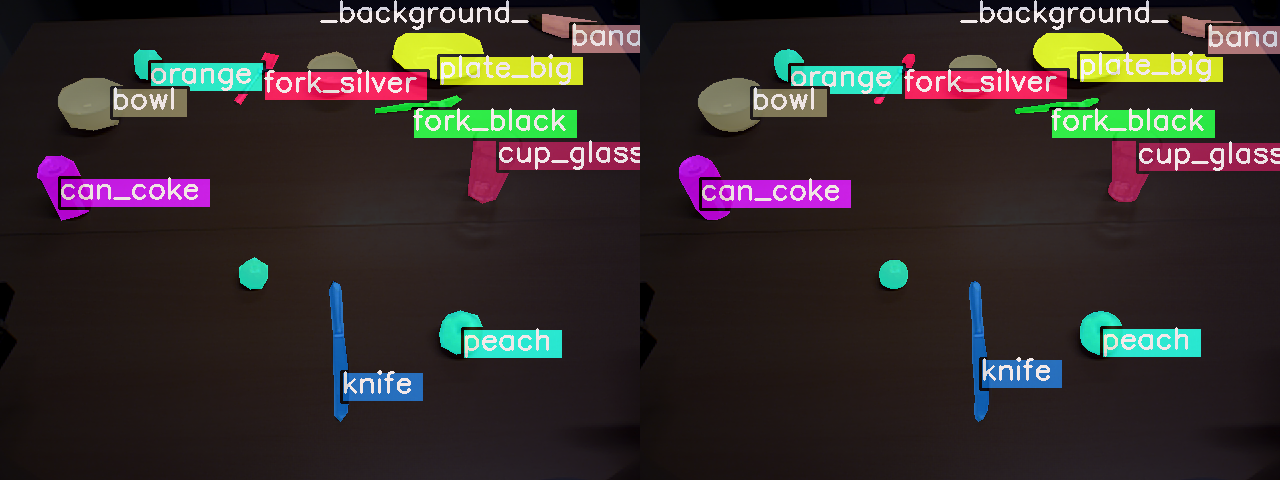 _background_
bana
orange
fork_silver
plate_big
bowl
fork_black
cup_glass
can_coke
peach
knife
_background_
bana
orange
fork_silver
plate_big
bowl
fork_black
cup_glass
can_coke
peach
knife